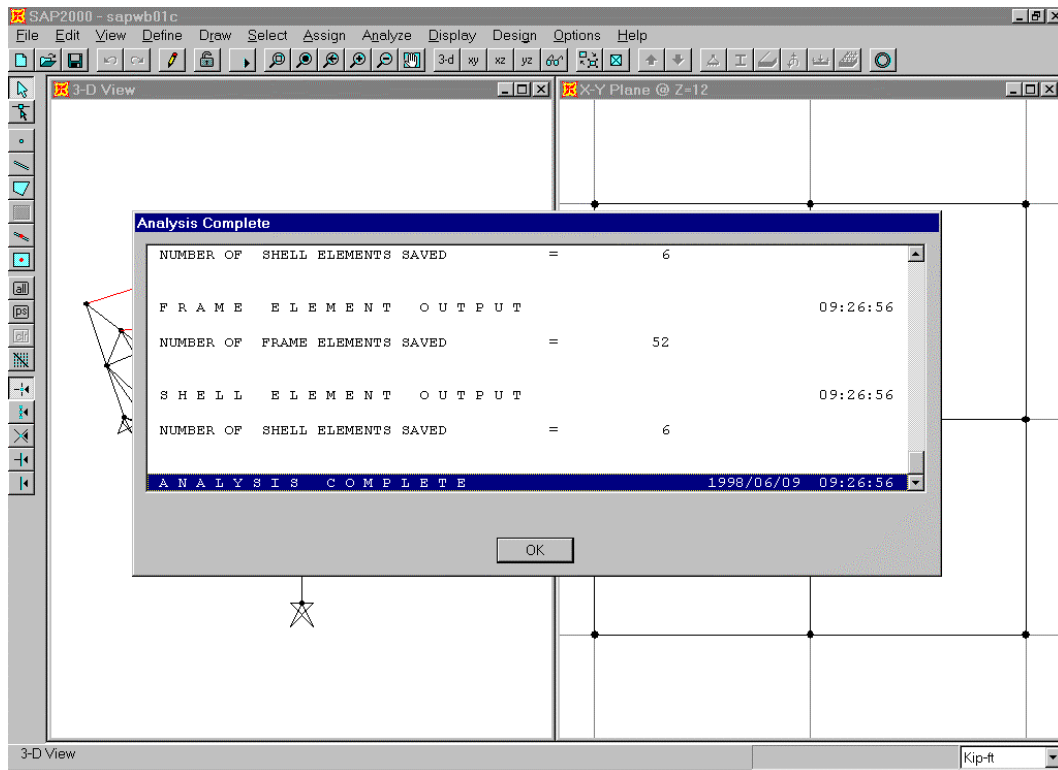 SAP2000 - sapwb01c
File Edit View Define Draw Select Assign Analyze Display Design Options Help
3-d xy xz yz
3-D View
X-Y Plane @ Z=12
all
ps
clr
Analysis Complete
NUMBER OF SHELL ELEMENTS SAVED = 6
F R A M E E L E M E N T O U T P U T 09:26:56
NUMBER OF FRAME ELEMENTS SAVED = 52
S H E L L E L E M E N T O U T P U T 09:26:56
NUMBER OF SHELL ELEMENTS SAVED = 6
A N A L Y S I S C O M P L E T E 1998/06/09 09:26:56
OK
3-D View
Kip-ft